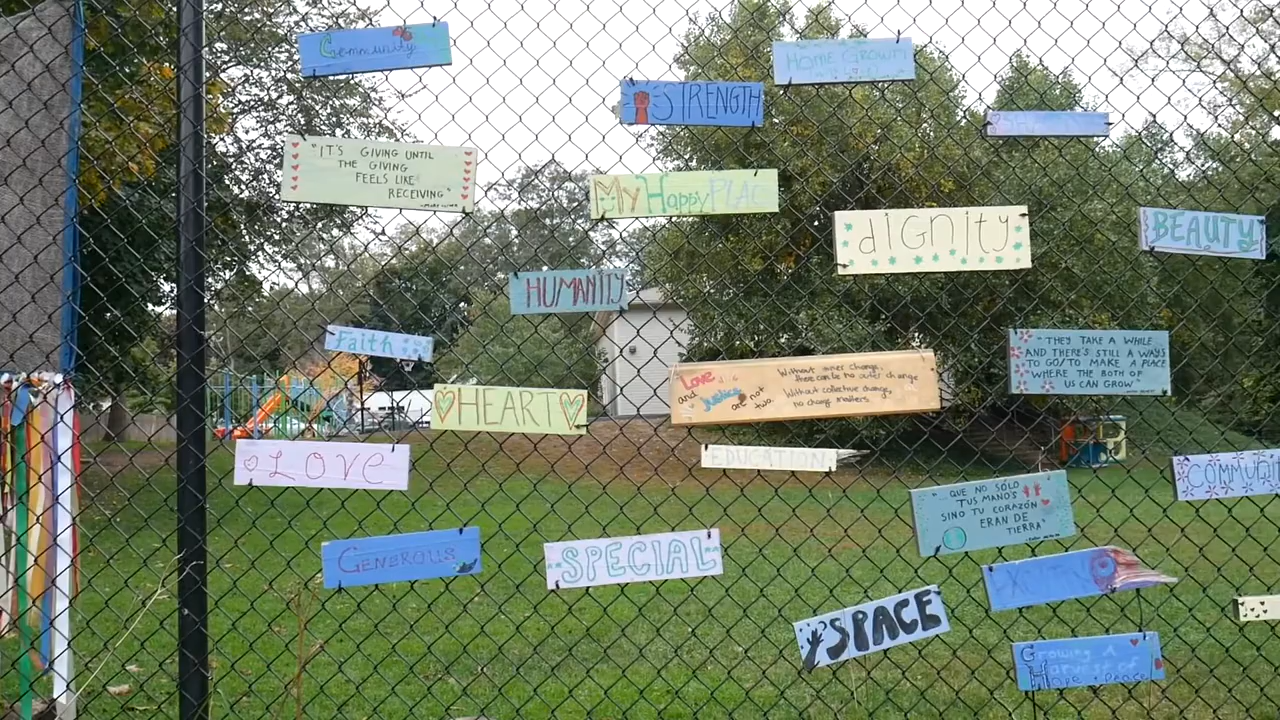 Community
HOME GROWN
STRENGTH
"IT'S GIVING UNTIL
THE GIVING
FEELS LIKE
RECEIVING"
My Happy PLAC
dIGNITY
BEAUTY
HUMANITY
Faith
"THEY TAKE A WHILE
AND THERE'S STILL A WAYS
TO GO/TO MAKE A PLACE
WHERE THE BOTH OF
US CAN GROW"
Love
and Justice
are not
two.
Without inner change,
there can be no outer change
Without collective change,
no change matters.
HEART
LOVE
EDUCATION
COMMUNI
"QUE NO SÓLO
TUS MANOS
SINO TU CORAZÓN
ERAN DE
TIERRA"
GENEROUS
SPECIAL
SPACE
Growing A
Harvest of
Hope + Peace